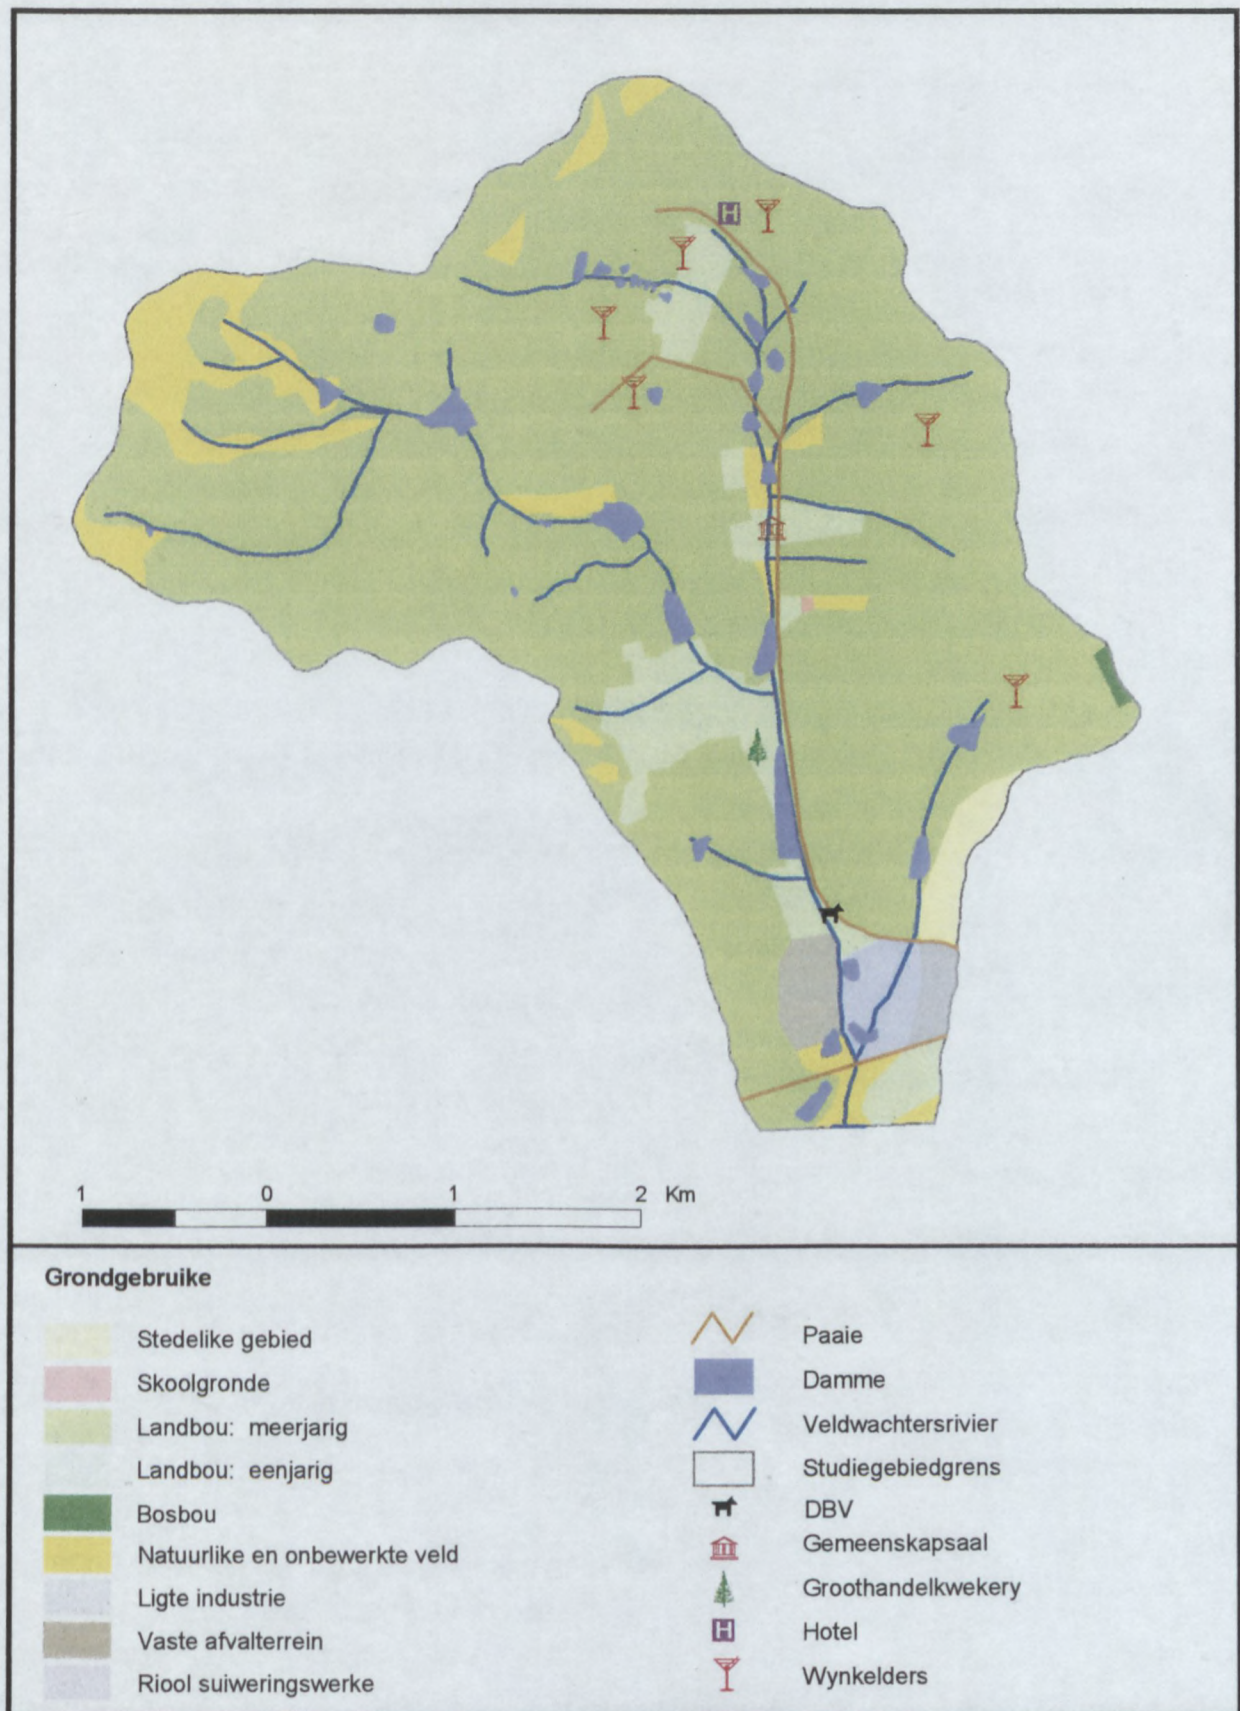 1 0 1 2 Km
Grondgebruike
Stedelike gebied
Skoolgronde
Landbou: meerjarig
Landbou: eenjarig
Bosbou
Natuurlike en onbewerkte veld
Ligte industrie
Vaste afvalterrein
Riool suiweringswerke
Paaie
Damme
Veldwachtersrivier
Studiegebiedgrens
DBV
Gemeenskapsaal
Groothandelkwekery
H Hotel
Wynkelders
H